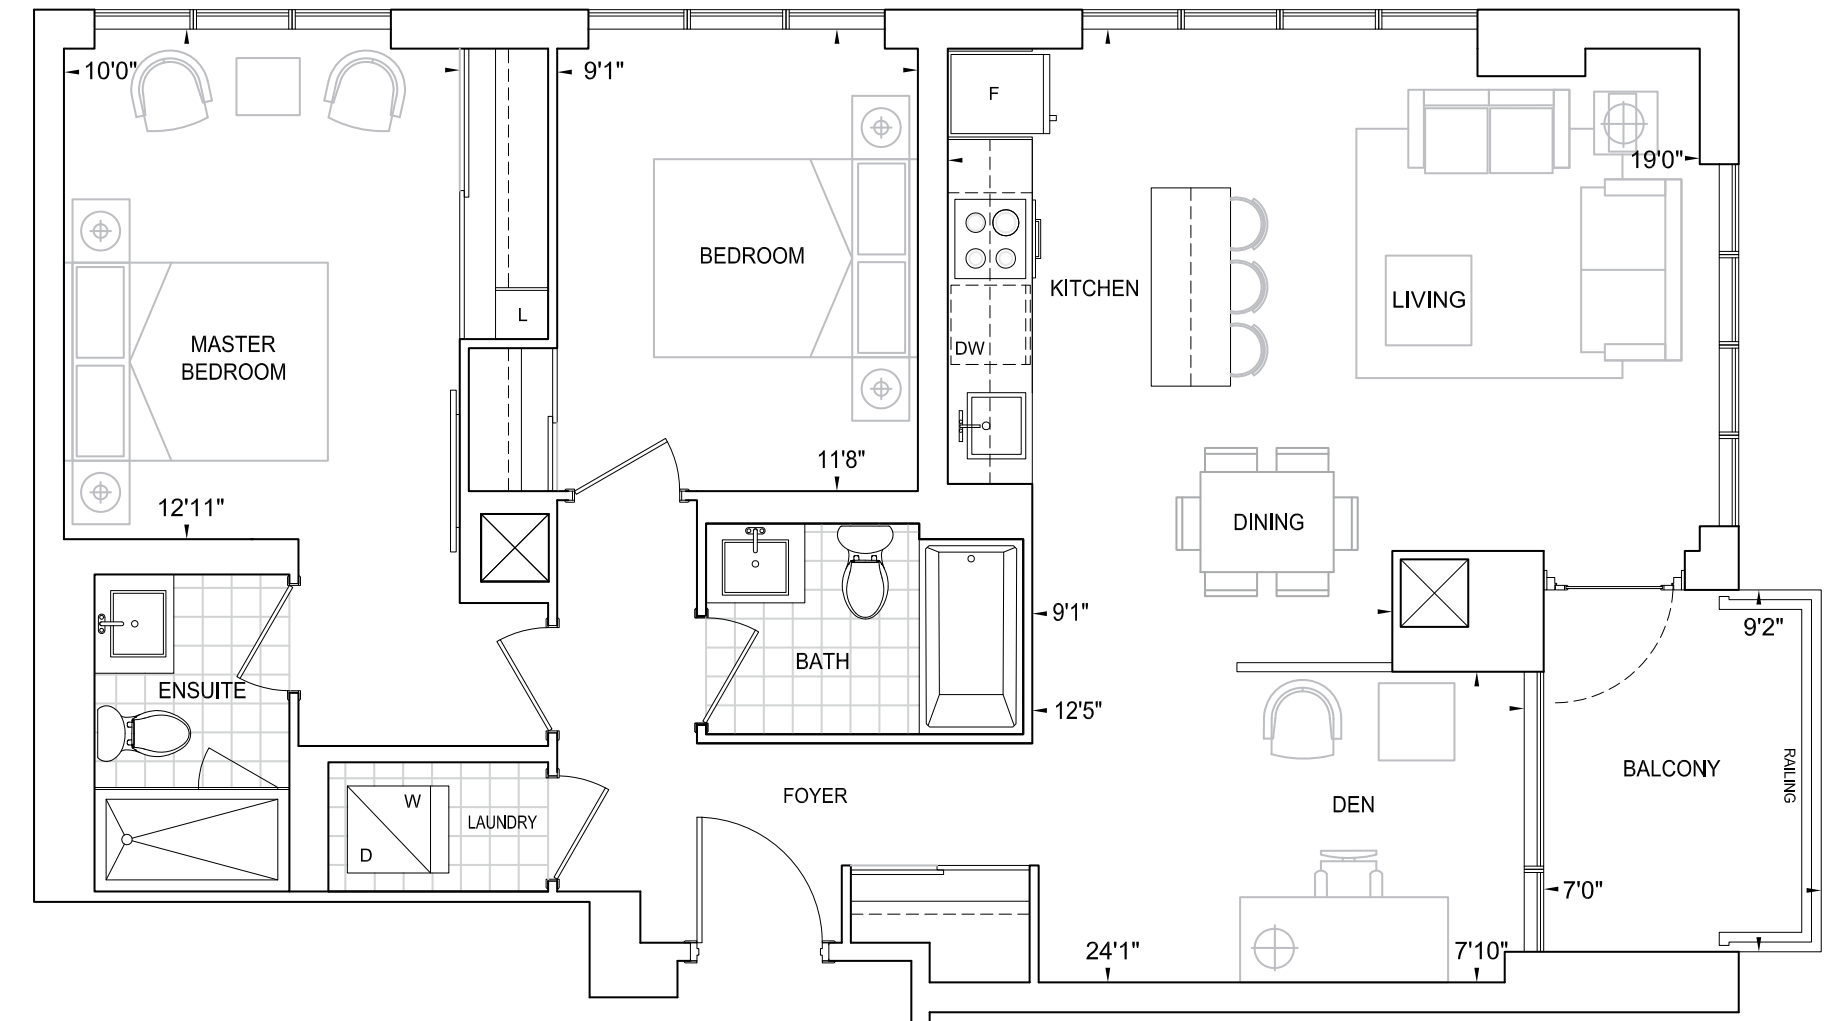 10'0"
9'1"
F
19'0"
BEDROOM
KITCHEN
LIVING
L
MASTER
BEDROOM
DW
11'8"
12'11"
DINING
9'1"
9'2"
BATH
ENSUITE
12'5"
BALCONY
RAILING
FOYER
W
DEN
LAUNDRY
D
7'0"
24'1"
7'10"